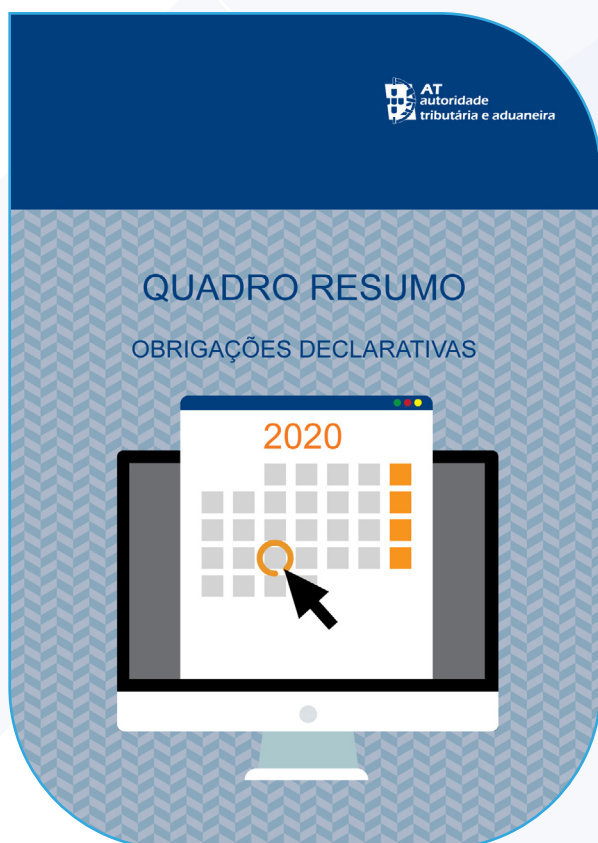 AT
autoridade
tributária e aduaneira
QUADRO RESUMO
OBRIGAÇÕES DECLARATIVAS
2020